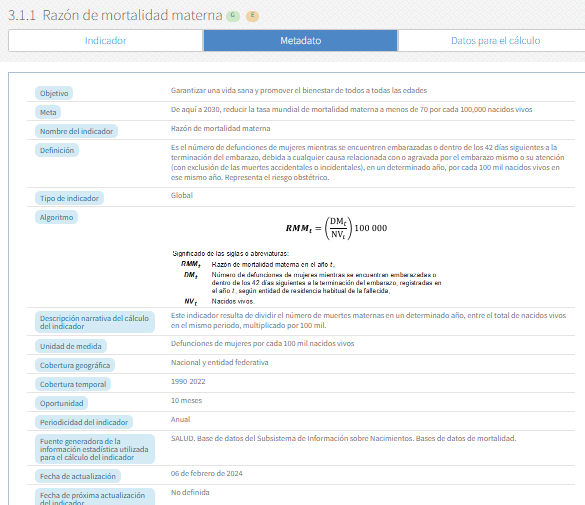 3.1.1 Razón de mortalidad materna G E
Indicador
Metadato
Datos para el cálculo
Objetivo
Garantizar una vida sana y promover el bienestar de todos a todas las edades
Meta
De aquí a 2030, reducir la tasa mundial de mortalidad materna a menos de 70 por cada 100,000 nacidos vivos
Nombre del indicador
Razón de mortalidad materna
Definición
Es el número de defunciones de mujeres mientras se encuentren embarazadas o dentro de los 42 días siguientes a la
terminación del embarazo, debida a cualquier causa relacionada con o agravada por el embarazo mismo o su atención
(con exclusión de las muertes accidentales o incidentales), en un determinado año, por cada 100 mil nacidos vivos en
ese mismo año. Representa el riesgo obstétrico.
Tipo de indicador
Global
Algoritmo
RMMt = (DMt / NVt) 100 000
Significado de las siglas o abreviaturas:
RMMt Razón de mortalidad materna en el año t,
DMt Número de defunciones de mujeres mientras se encuentran embarazadas o
dentro de los 42 días siguientes a la terminación del embarazo, registradas en
el año t, según entidad de residencia habitual de la fallecida,
NVt Nacidos vivos.
Descripción narrativa del cálculo
del indicador
Este indicador resulta de dividir el número de muertes maternas en un determinado año, entre el total de nacidos vivos
en el mismo periodo, multiplicado por 100 mil.
Unidad de medida
Defunciones de mujeres por cada 100 mil nacidos vivos
Cobertura geográfica
Nacional y entidad federativa
Cobertura temporal
1990 2022
Oportunidad
10 meses
Periodicidad del indicador
Anual
Fuente generadora de la
información estadística utilizada
para el cálculo del indicador
SALUD. Base de datos del Subsistema de Información sobre Nacimientos. Bases de datos de mortalidad.
Fecha de actualización
06 de febrero de 2024
Fecha de próxima actualización
del indicador
No definida